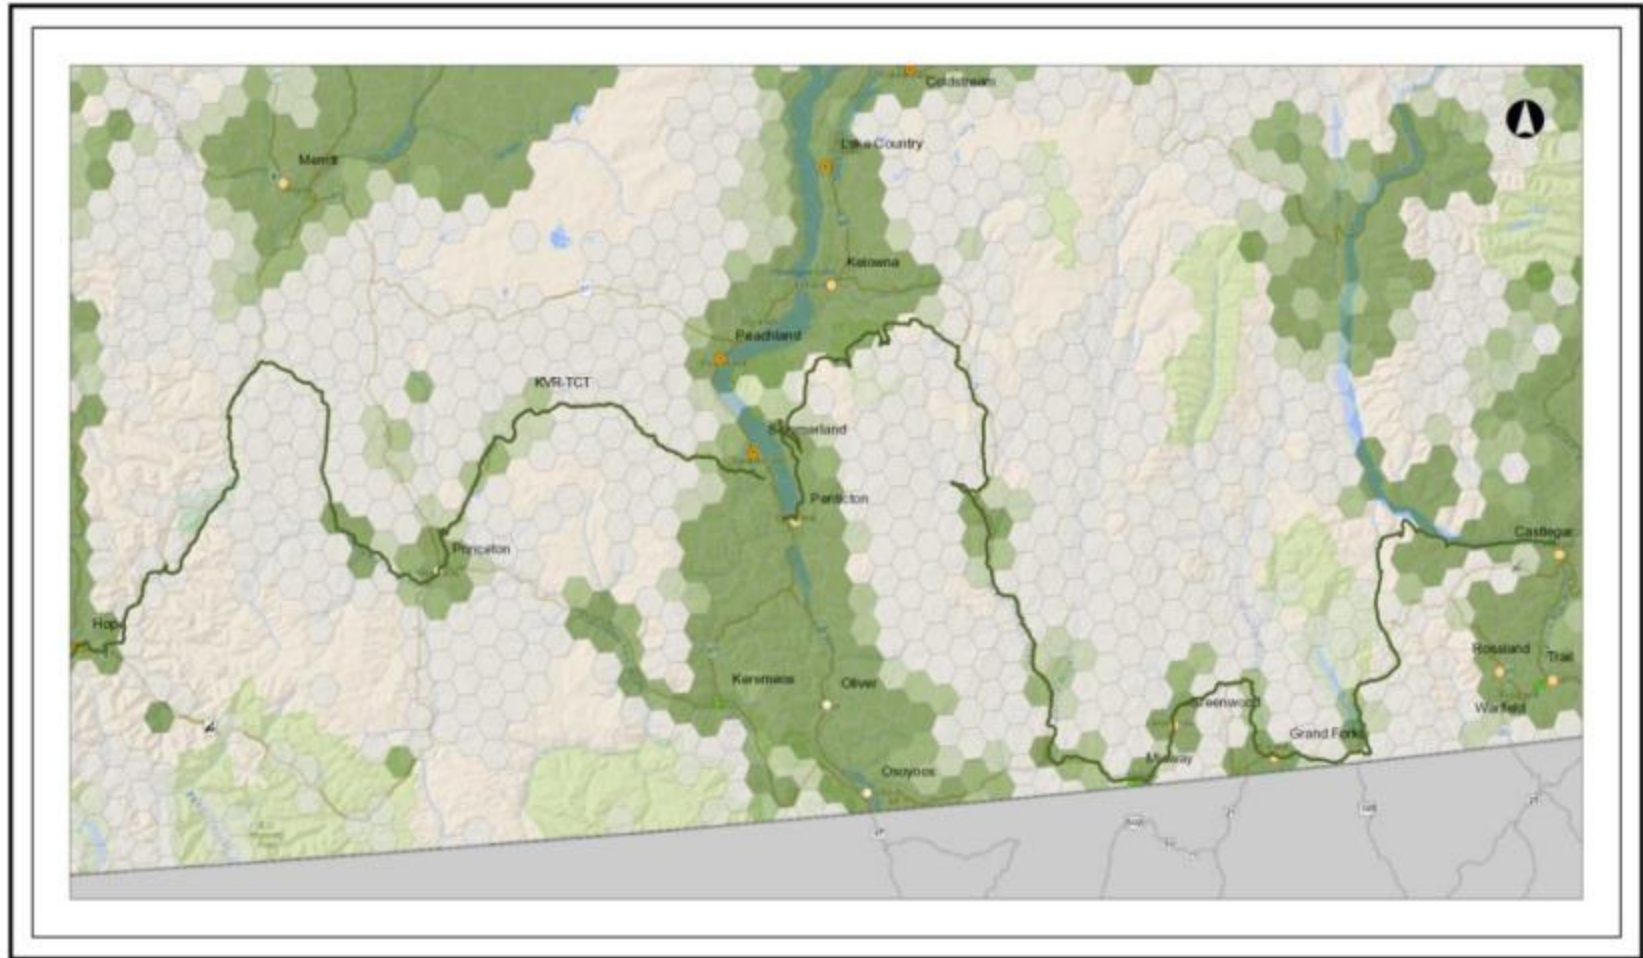 Coldstream
Lake Country
Merritt
Kelowna
Peachland
KVR-TCT
Summerland
Penticton
Princeton
Castlegar
Hope
Rossland
Trail
Keremeos
Oliver
Greenwood
Warfield
Grand Forks
Midway
Osoyoos